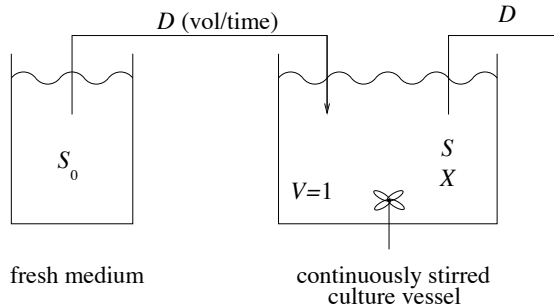 D (vol/time)
D
S₀
S
X
V=1
fresh medium
continuously stirred
culture vessel